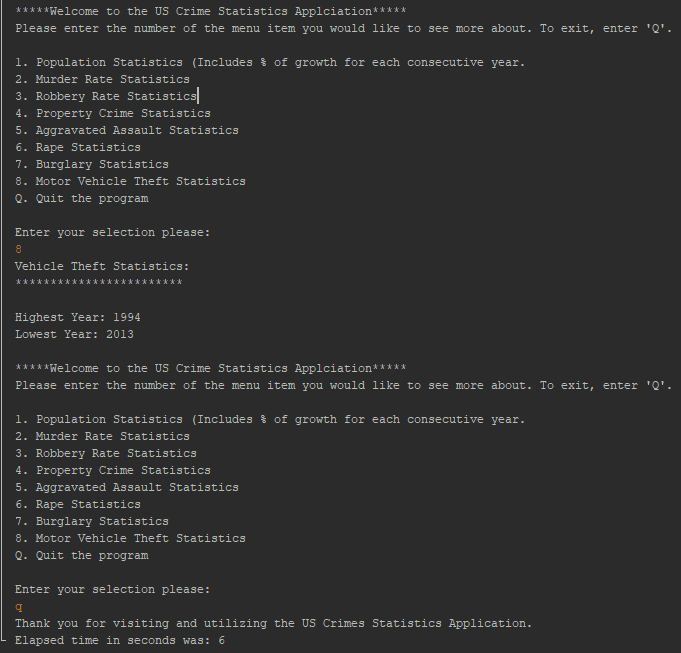 *****Welcome to the US Crime Statistics Applciation*****
Please enter the number of the menu item you would like to see more about. To exit, enter 'Q'.
1. Population Statistics (Includes % of growth for each consecutive year.
2. Murder Rate Statistics
3. Robbery Rate Statistics
4. Property Crime Statistics
5. Aggravated Assault Statistics
6. Rape Statistics
7. Burglary Statistics
8. Motor Vehicle Theft Statistics
Q. Quit the program
Enter your selection please:
8
Vehicle Theft Statistics:
************************
Highest Year: 1994
Lowest Year: 2013
*****Welcome to the US Crime Statistics Applciation*****
Please enter the number of the menu item you would like to see more about. To exit, enter 'Q'.
1. Population Statistics (Includes % of growth for each consecutive year.
2. Murder Rate Statistics
3. Robbery Rate Statistics
4. Property Crime Statistics
5. Aggravated Assault Statistics
6. Rape Statistics
7. Burglary Statistics
8. Motor Vehicle Theft Statistics
Q. Quit the program
Enter your selection please:
q
Thank you for visiting and utilizing the US Crimes Statistics Application.
Elapsed time in seconds was: 6